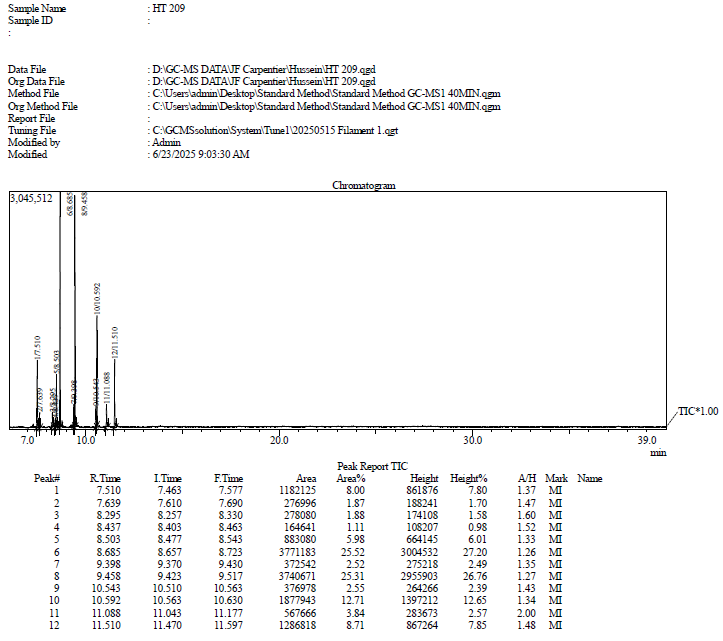 Sample Name : HT 209
Sample ID :
:
Data File : D:\GC-MS DATA\JF Carpentier\Hussein\HT 209.qgd
Org Data File : D:\GC-MS DATA\JF Carpentier\Hussein\HT 209.qgd
Method File : C:\Users\admin\Desktop\Standard Method\Standard Method GC-MS1 40MIN.qgm
Org Method File : C:\Users\admin\Desktop\Standard Method\Standard Method GC-MS1 40MIN.qgm
Report File :
Tuning File : C:\GCMSsolution\System\Tune1\20250515 Filament 1.qgt
Modified by : Admin
Modified : 6/23/2025 9:03:30 AM
Chromatogram
3,045,512
1/7.510
2/7.639
3/8.295
5/8.503
6/8.685
7/9.398
8/9.458
9/10.543
10/10.592
11/11.088
12/11.510
TIC*1.00
7.0 10.0 20.0 30.0 39.0
min
Peak Report TIC
Peak# R.Time I.Time F.Time Area Area% Height Height% A/H Mark Name
1 7.510 7.463 7.577 1182125 8.00 861876 7.80 1.37 MI
2 7.639 7.610 7.690 276996 1.87 188241 1.70 1.47 MI
3 8.295 8.257 8.330 278080 1.88 174108 1.58 1.60 MI
4 8.437 8.403 8.463 164641 1.11 108207 0.98 1.52 MI
5 8.503 8.477 8.543 883080 5.98 664145 6.01 1.33 MI
6 8.685 8.657 8.723 3771183 25.52 3004532 27.20 1.26 MI
7 9.398 9.370 9.430 372542 2.52 275218 2.49 1.35 MI
8 9.458 9.423 9.517 3740671 25.31 2955903 26.76 1.27 MI
9 10.543 10.510 10.563 376978 2.55 264266 2.39 1.43 MI
10 10.592 10.563 10.630 1877943 12.71 1397212 12.65 1.34 MI
11 11.088 11.043 11.177 567666 3.84 283673 2.57 2.00 MI
12 11.510 11.470 11.597 1286818 8.71 867264 7.85 1.48 MI